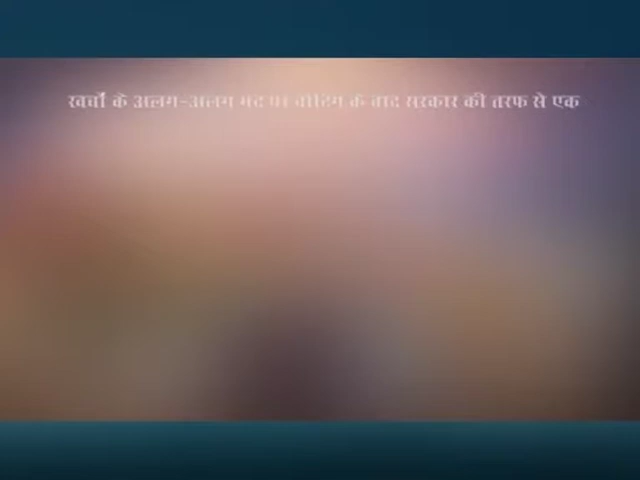 खर्चों के अलग-अलग मद पर वोटिंग के बाद सरकार की तरफ से एक